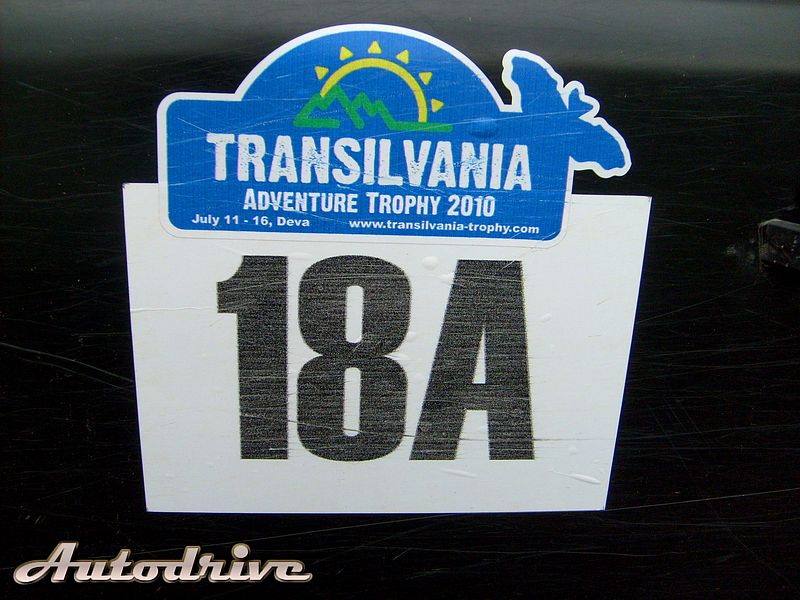 TRANSILVANIA
ADVENTURE TROPHY 2010
July 11 - 16, Deva www.transilvania-trophy.com
18A
Autodrive